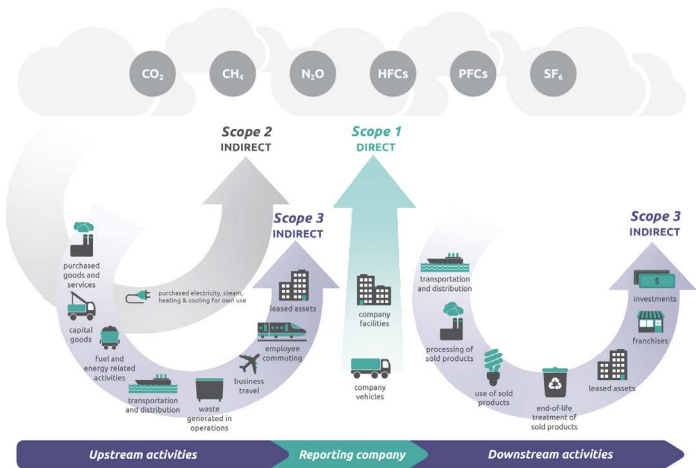 CO₂
CH₄
N₂O
HFCs
PFCs
SF₆
Scope 2
INDIRECT
Scope 1
DIRECT
Scope 3
INDIRECT
Scope 3
INDIRECT
purchased
goods and
services
capital
goods
fuel and
energy related
activities
transportation
and distribution
waste
generated in
operations
business
travel
employee
commuting
leased assets
purchased electricity, steam,
heating & cooling for own use
company
facilities
company
vehicles
transportation
and distribution
processing of
sold products
use of sold
products
end-of-life
treatment of
sold products
leased assets
franchises
$
investments
Upstream activities
Reporting company
Downstream activities